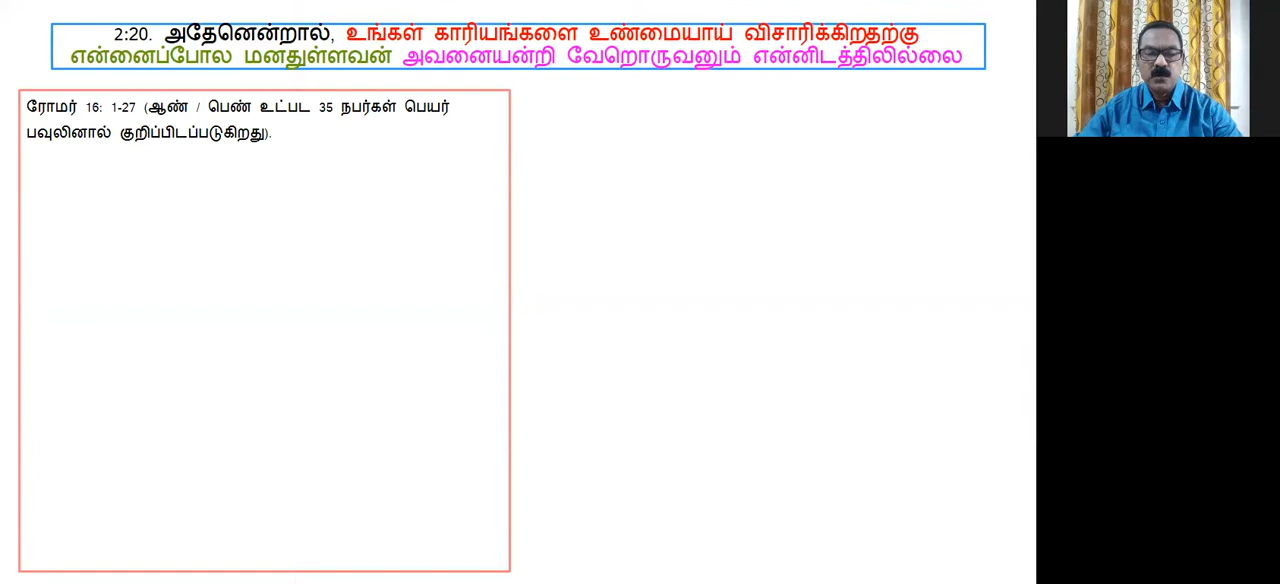 2:20. அதேனென்றால், உங்கள் காரியங்களை உண்மையாய் விசாரிக்கிறதற்கு
என்னைப்போல மனதுள்ளவன் அவனையன்றி வேறொருவனும் என்னிடத்திலில்லை
ரோமர் 16: 1-27 (ஆண் / பெண் உட்பட 35 நபர்கள் பெயர்
பவுலினால் குறிப்பிடப்படுகிறது).